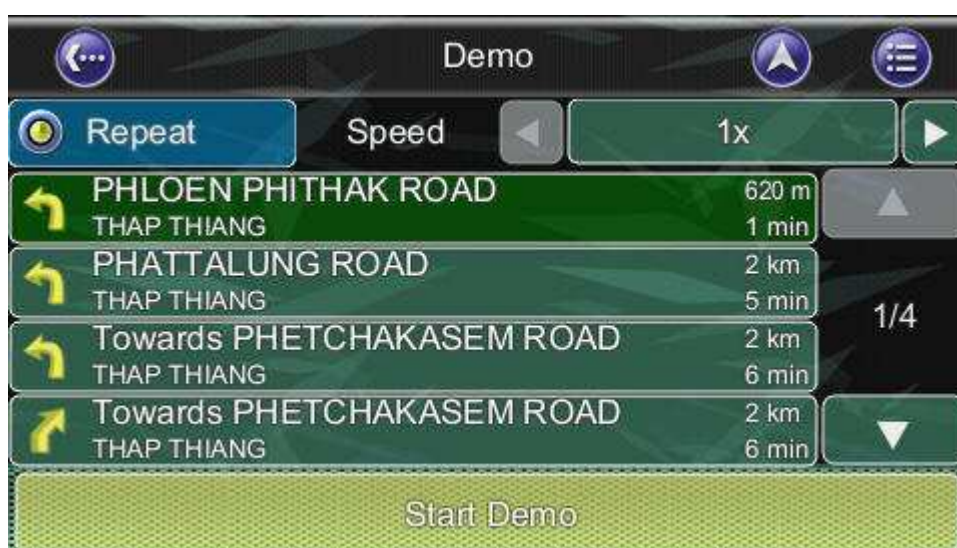 Demo
Repeat Speed 1x
PHLOEN PHITHAK ROAD 620 m
THAP THIANG 1 min
PHATTALUNG ROAD 2 km
THAP THIANG 5 min
Towards PHETCHAKASEM ROAD 2 km
THAP THIANG 6 min
1/4
Towards PHETCHAKASEM ROAD 2 km
THAP THIANG 6 min
Start Demo